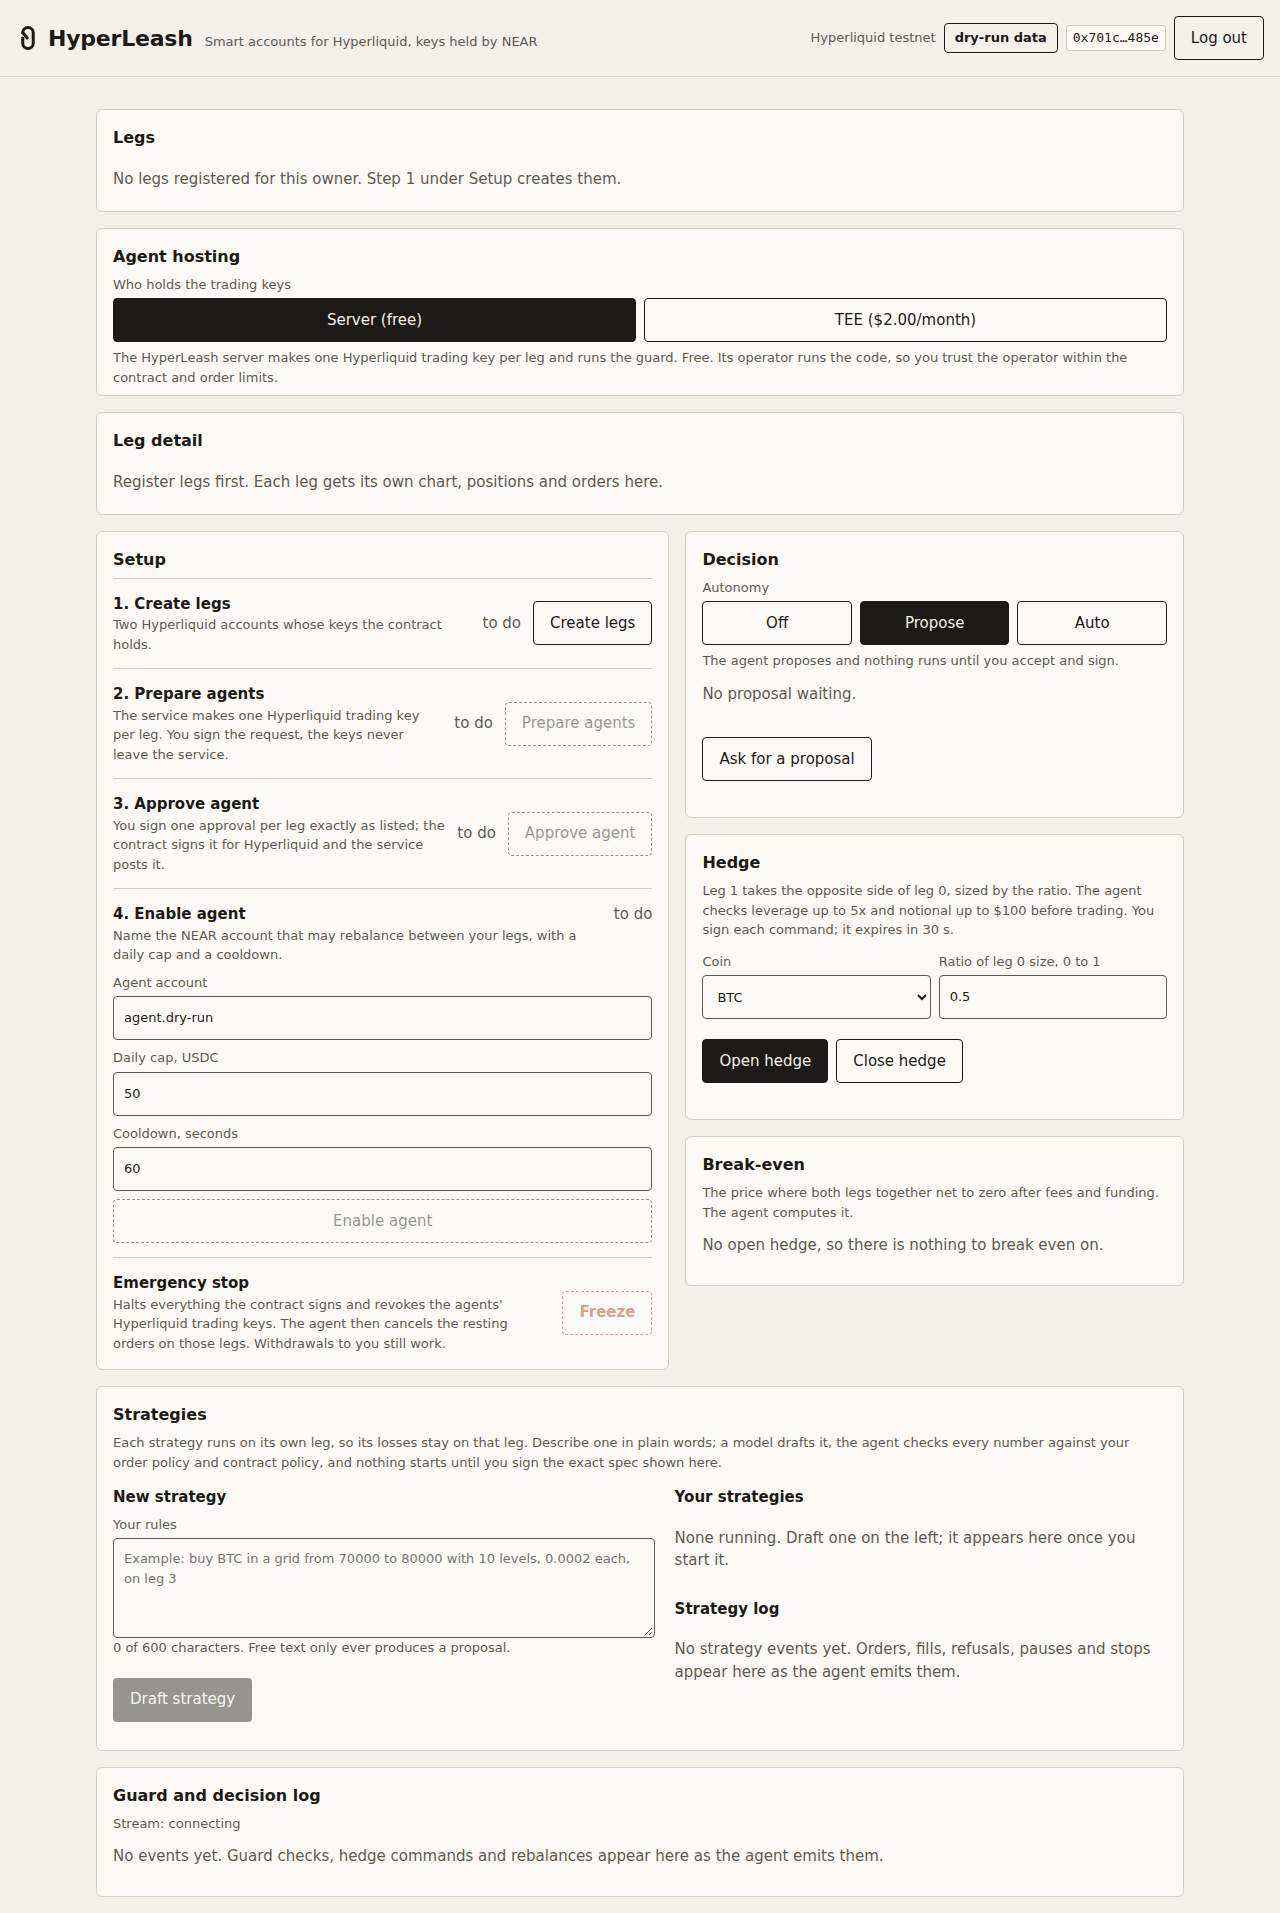 HyperLeash Smart accounts for Hyperliquid, keys held by NEAR
Hyperliquid testnet dry-run data 0x701c…485e Log out
Legs
No legs registered for this owner. Step 1 under Setup creates them.
Agent hosting
Who holds the trading keys
Server (free) TEE ($2.00/month)
The HyperLeash server makes one Hyperliquid trading key per leg and runs the guard. Free. Its operator runs the code, so you trust the operator within the
contract and order limits.
Leg detail
Register legs first. Each leg gets its own chart, positions and orders here.
Setup
1. Create legs
Two Hyperliquid accounts whose keys the contract
holds.
to do Create legs
2. Prepare agents
The service makes one Hyperliquid trading key
per leg. You sign the request, the keys never
leave the service.
to do Prepare agents
3. Approve agent
You sign one approval per leg exactly as listed; the
contract signs it for Hyperliquid and the service
posts it.
to do Approve agent
4. Enable agent
to do
Name the NEAR account that may rebalance between your legs, with a
daily cap and a cooldown.
Agent account
agent.dry-run
Daily cap, USDC
50
Cooldown, seconds
60
Enable agent
Emergency stop
Halts everything the contract signs and revokes the agents'
Hyperliquid trading keys. The agent then cancels the resting
orders on those legs. Withdrawals to you still work.
Freeze
Decision
Autonomy
Off Propose Auto
The agent proposes and nothing runs until you accept and sign.
No proposal waiting.
Ask for a proposal
Hedge
Leg 1 takes the opposite side of leg 0, sized by the ratio. The agent
checks leverage up to 5x and notional up to $100 before trading. You
sign each command; it expires in 30 s.
Coin Ratio of leg 0 size, 0 to 1
BTC 0.5
Open hedge Close hedge
Break-even
The price where both legs together net to zero after fees and funding.
The agent computes it.
No open hedge, so there is nothing to break even on.
Strategies
Each strategy runs on its own leg, so its losses stay on that leg. Describe one in plain words; a model drafts it, the agent checks every number against your
order policy and contract policy, and nothing starts until you sign the exact spec shown here.
New strategy
Your rules
Example: buy BTC in a grid from 70000 to 80000 with 10 levels, 0.0002 each,
on leg 3
0 of 600 characters. Free text only ever produces a proposal.
Draft strategy
Your strategies
None running. Draft one on the left; it appears here once you
start it.
Strategy log
No strategy events yet. Orders, fills, refusals, pauses and stops
appear here as the agent emits them.
Guard and decision log
Stream: connecting
No events yet. Guard checks, hedge commands and rebalances appear here as the agent emits them.